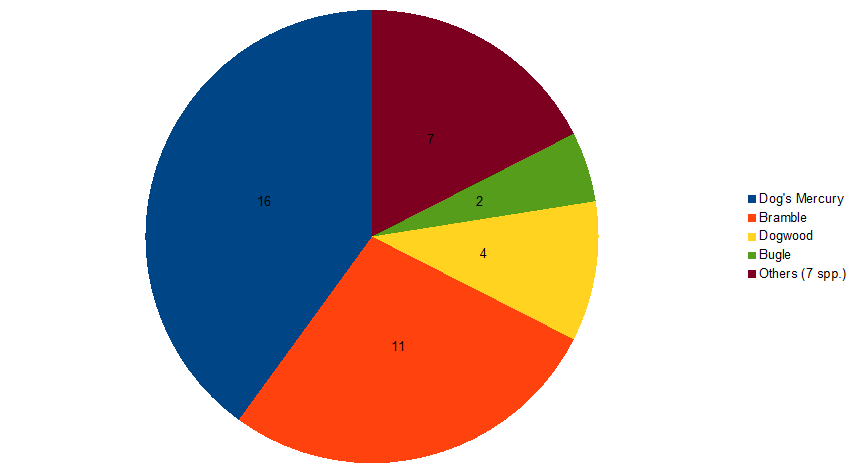 7
16
2
4
11
Dog's Mercury
Bramble
Dogwood
Bugle
Others (7 spp.)